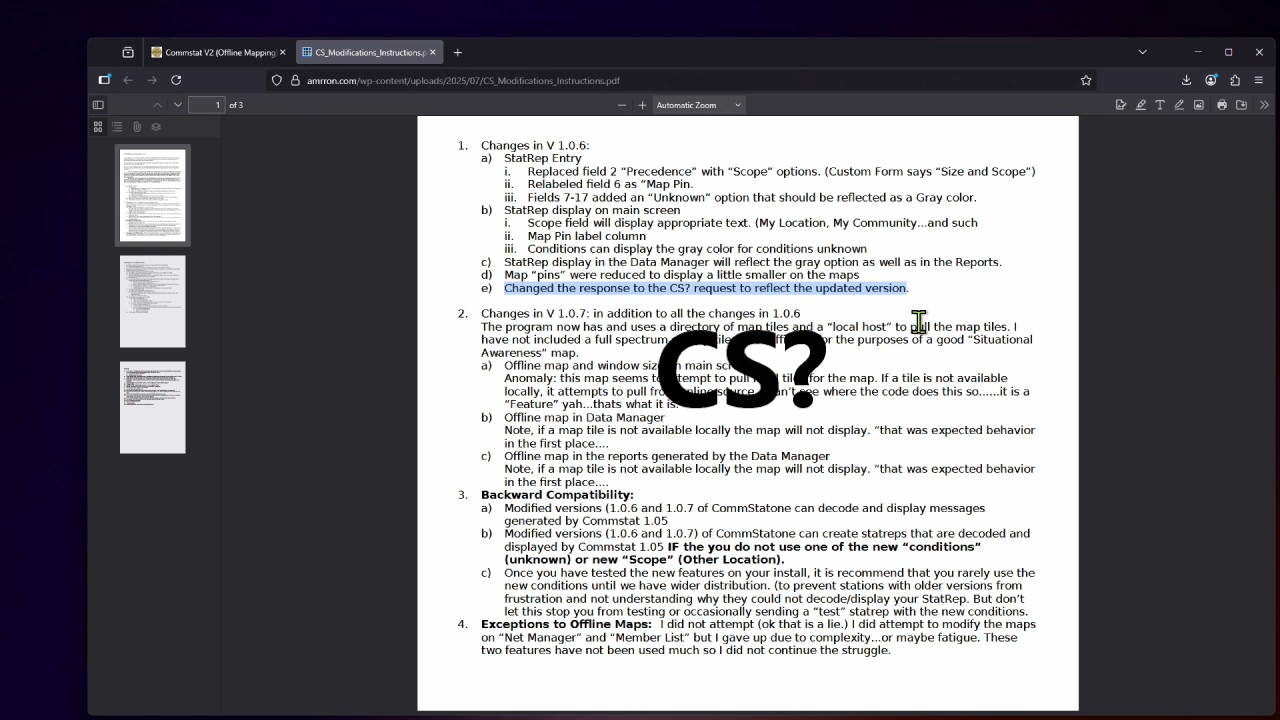 Commstat V2 (Offline Mapping)
CS_Modifications_Instructions.p
amrron.com/wp-content/uploads/2025/07/CS_Modifications_Instructions.pdf
1 of 3
Automatic Zoom
1. Changes in V 1.0.6:
a) StatRep Entry
i. Replaced field 2 “Precedence” with “Scope” options. (Custom Form says “Size and Scope”)
ii. Relabeled field 6 as “Map Pin.
iii. Fields 6-17 added an “Unknown” option that should be reflected as a Gray color.
b) StatRep display on main screen
i. Scope field will display appropriate text. (My Location, My Community...and such
ii. Map Pin label column
iii. Conditions can display the gray color for conditions unknown
c) StatRep display in the Data Manager will reflect the gray option as well as in the Reports.
d) Map “pins” were reduced to display a little smaller on the maps
e) Changed the response to the CS? request to reflect the updated version.
2. Changes in V 1.0.7: in addition to all the changes in 1.0.6
The program now has and uses a directory of map tiles and a “local host” to pull the map tiles. I
have not included a full spectrum for the purposes of a good “Situational
Awareness” map.
a) Offline map and window size on main
Anomaly: attempt to pull for the map. If a tile is not available
locally, it attempts to pull where the code does this so......it is a
“Feature” yah...thats what it is.
CS?
b) Offline map in Data Manager
Note, if a map tile is not available locally the map will not display. “that was expected behavior
in the first place....
c) Offline map in the reports generated by the Data Manager
Note, if a map tile is not available locally the map will not display. “that was expected behavior
in the first place....
3. Backward Compatibility:
a) Modified versions (1.0.6 and 1.0.7 of CommStatone can decode and display messages
generated by Commstat 1.05
b) Modified versions (1.0.6 and 1.0.7) of CommStatone can create statreps that are decoded and
displayed by Commstat 1.05 IF the you do not use one of the new “conditions”
(unknown) or new “Scope” (Other Location).
c) Once you have tested the new features on your install, it is recommend that you rarely use the
new conditions until we have wider distribution. (to prevent stations with older versions from
frustration and not understanding why they could not decode/display your StatRep. But don’t
let this stop you from testing or occasionally sending a “test” statrep with the new conditions.
4. Exceptions to Offline Maps: I did not attempt (ok that is a lie.) I did attempt to modify the maps
on “Net Manager” and “Member List” but I gave up due to complexity...or maybe fatigue. These
two features have not been used much so I did not continue the struggle.